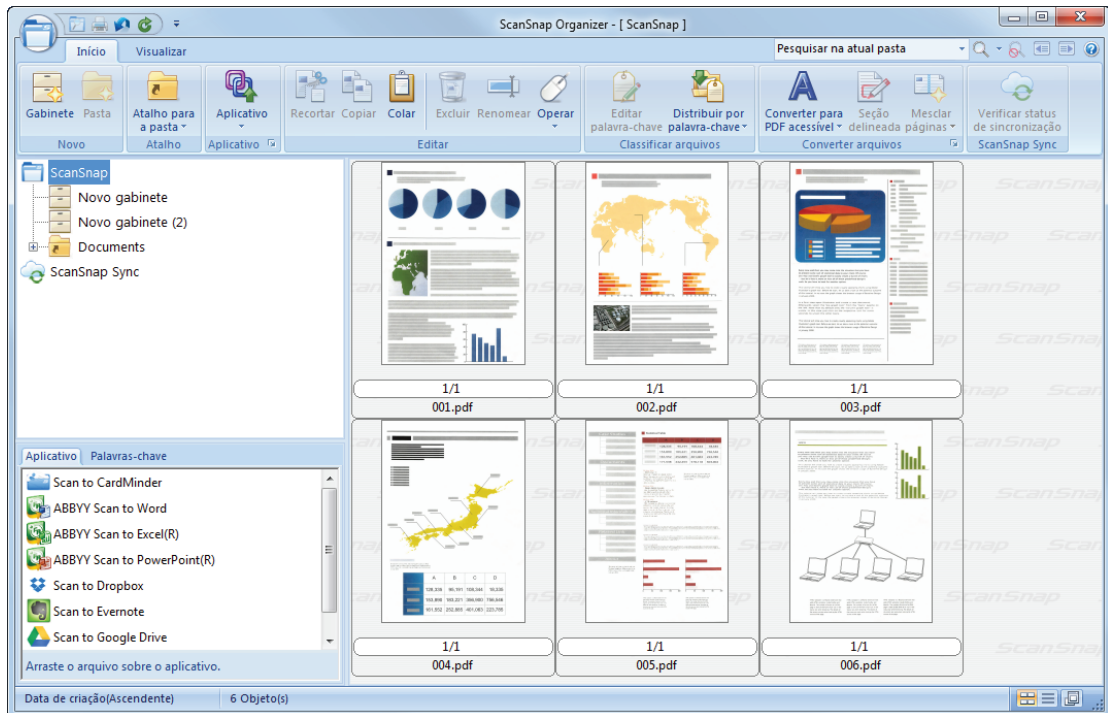 ScanSnap Organizer - [ ScanSnap ]
Início Visualizar
Pesquisar na atual pasta
Gabinete Pasta
Novo
Atalho para
a pasta
Atalho
Aplicativo
Aplicativo
Recortar Copiar Colar Excluir Renomear Operar
Editar
Editar
palavra-chave
Distribuir por
palavra-chave
Classificar arquivos
Converter para
PDF acessível
Seção
delineada
Mesclar
páginas
Converter arquivos
Verificar status
de sincronização
ScanSnap Sync
ScanSnap
Novo gabinete
Novo gabinete (2)
Documents
ScanSnap Sync
Aplicativo Palavras-chave
Scan to CardMinder
ABBYY Scan to Word
ABBYY Scan to Excel(R)
ABBYY Scan to PowerPoint(R)
Scan to Dropbox
Scan to Evernote
Scan to Google Drive
Arraste o arquivo sobre o aplicativo.
1/1 1/1 1/1
001.pdf 002.pdf 003.pdf
A B C D
1/1 1/1 1/1
004.pdf 005.pdf 006.pdf
ScanSnap
Data de criação(Ascendente) 6 Objeto(s)